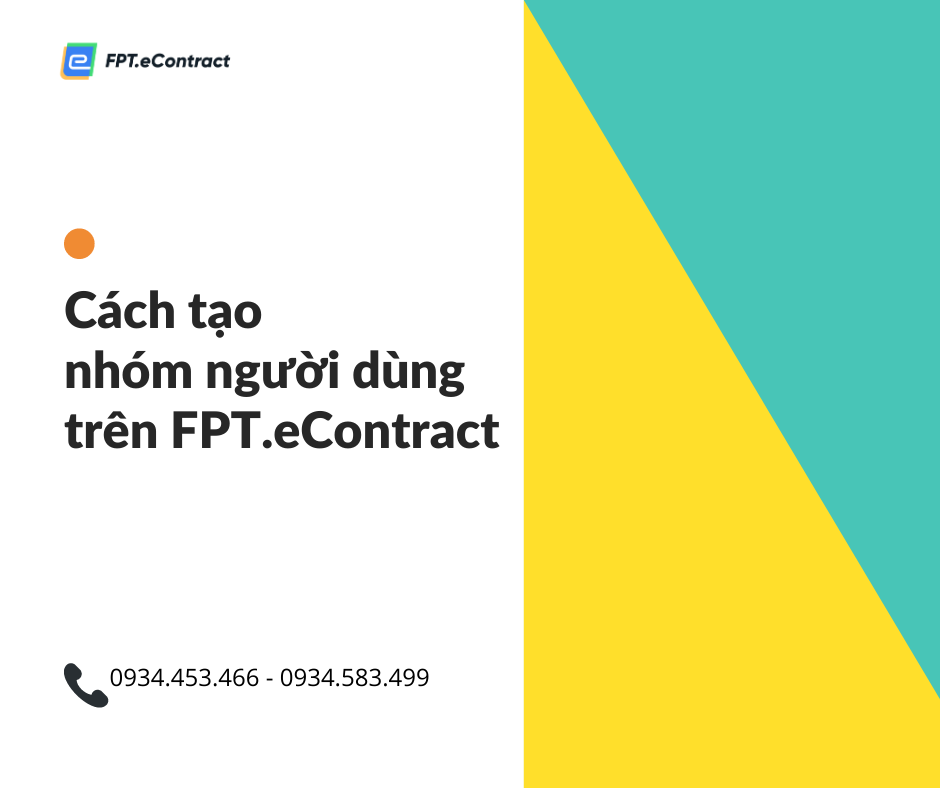 FPT.eContract
Cách tạo
nhóm người dùng
trên FPT.eContract
0934.453.466 - 0934.583.499